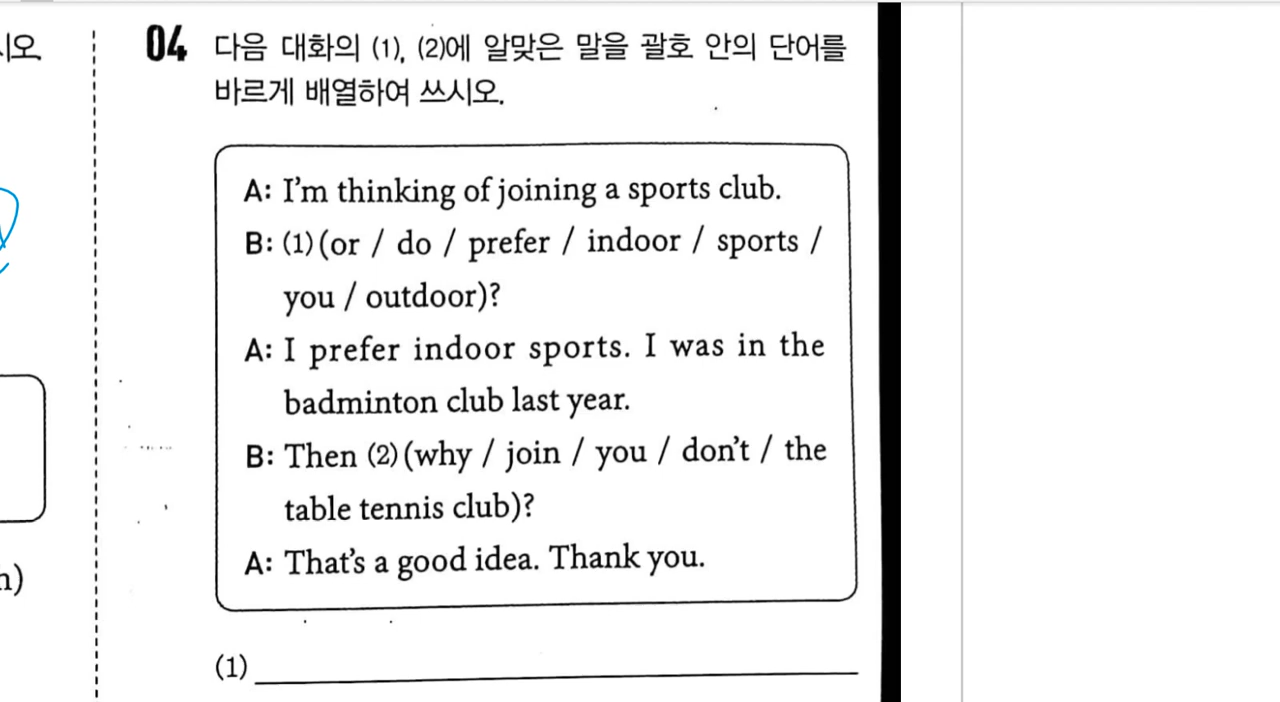 시오
04 다음 대화의 (1), (2)에 알맞은 말을 괄호 안의 단어를
바르게 배열하여 쓰시오.
A: I'm thinking of joining a sports club.
B: (1)(or / do / prefer / indoor / sports /
you / outdoor)?
A: I prefer indoor sports. I was in the
badminton club last year.
B: Then (2)(why / join / you / don't / the
table tennis club)?
A: That's a good idea. Thank you.
(1)